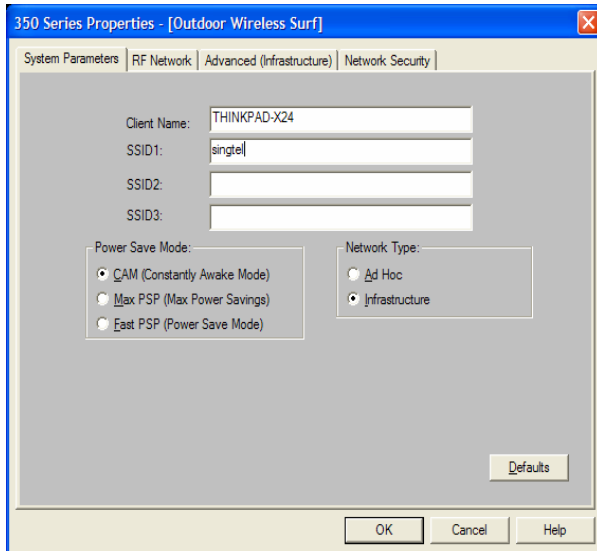 350 Series Properties - [Outdoor Wireless Surf]
System Parameters RF Network Advanced (Infrastructure) Network Security
Client Name: THINKPAD-X24
SSID1: singtel
SSID2:
SSID3:
Power Save Mode:
CAM (Constantly Awake Mode)
Max PSP (Max Power Savings)
Fast PSP (Power Save Mode)
Network Type:
Ad Hoc
Infrastructure
Defaults
OK Cancel Help